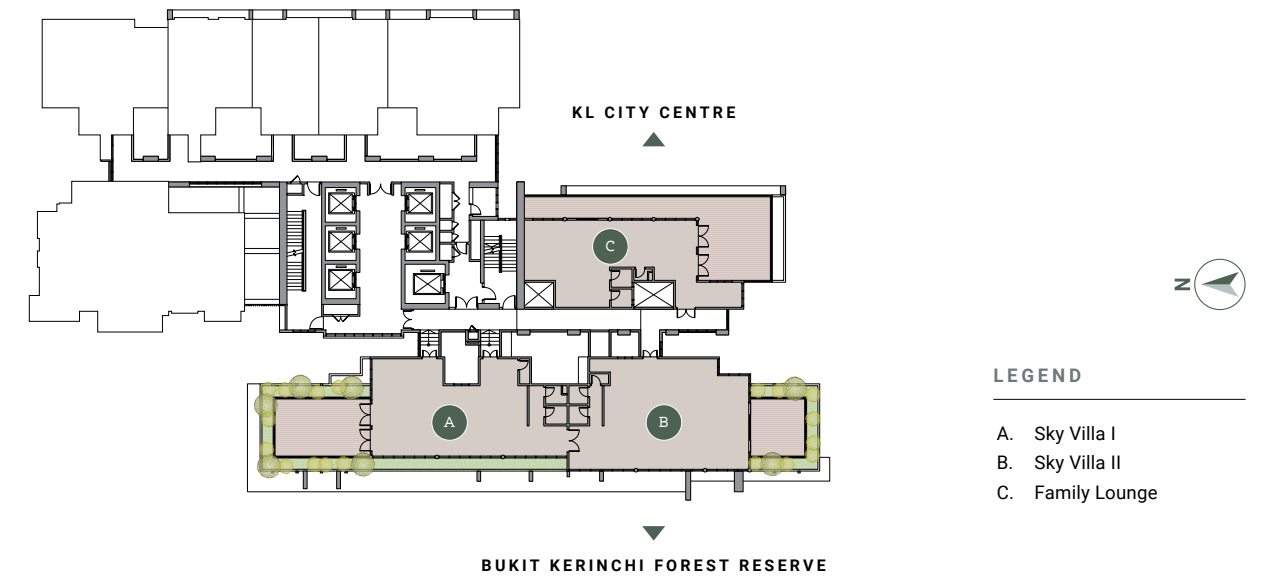 KL CITY CENTRE
C
N
LEGEND
A
B
A. Sky Villa I
B. Sky Villa II
C. Family Lounge
BUKIT KERINCHI FOREST RESERVE